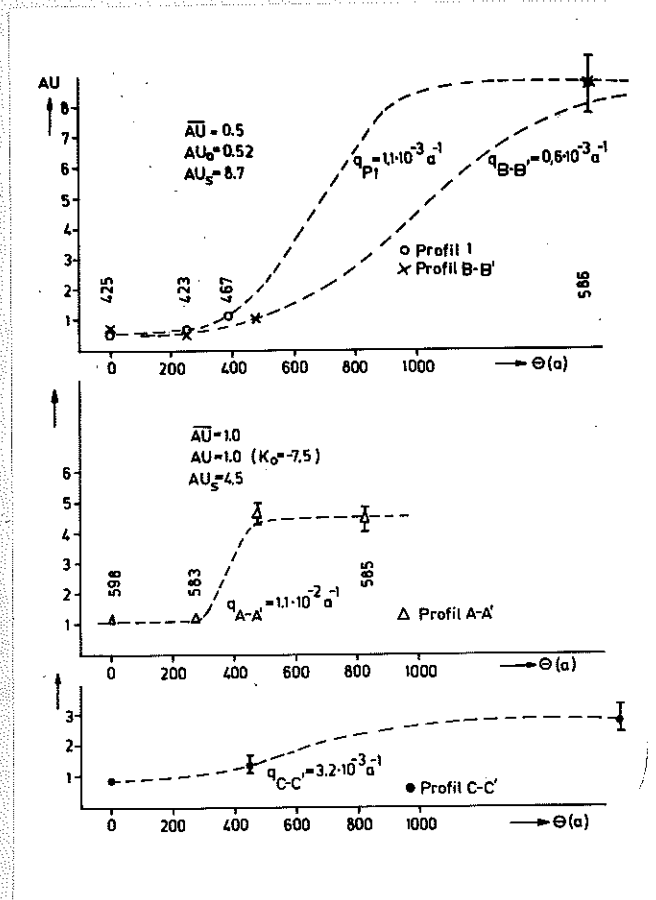 AU
8
7
6
5
4
3
2
1
A̅U̅ = 0.5
AU₀ = 0.52
AUₛ = 8.7
q_P1 = 1,1·10⁻³a⁻¹
q_B-B' = 0,6·10⁻³a⁻¹
o Profil 1
× Profil B-B'
425
423
467
586
0 200 400 600 800 1000 → Θ(a)
A̅U̅ = 1.0
AU = 1.0 (K₀ = -7,5)
AUₛ = 4,5
6
5
4
3
2
1
598
583
585
q_A-A' = 1.1·10⁻²a⁻¹
△ Profil A-A'
0 200 400 600 800 1000 → Θ(a)
3
2
1
q_C-C' = 3.2·10⁻³a⁻¹
● Profil C-C'
0 200 400 600 800 1000 → Θ(a)